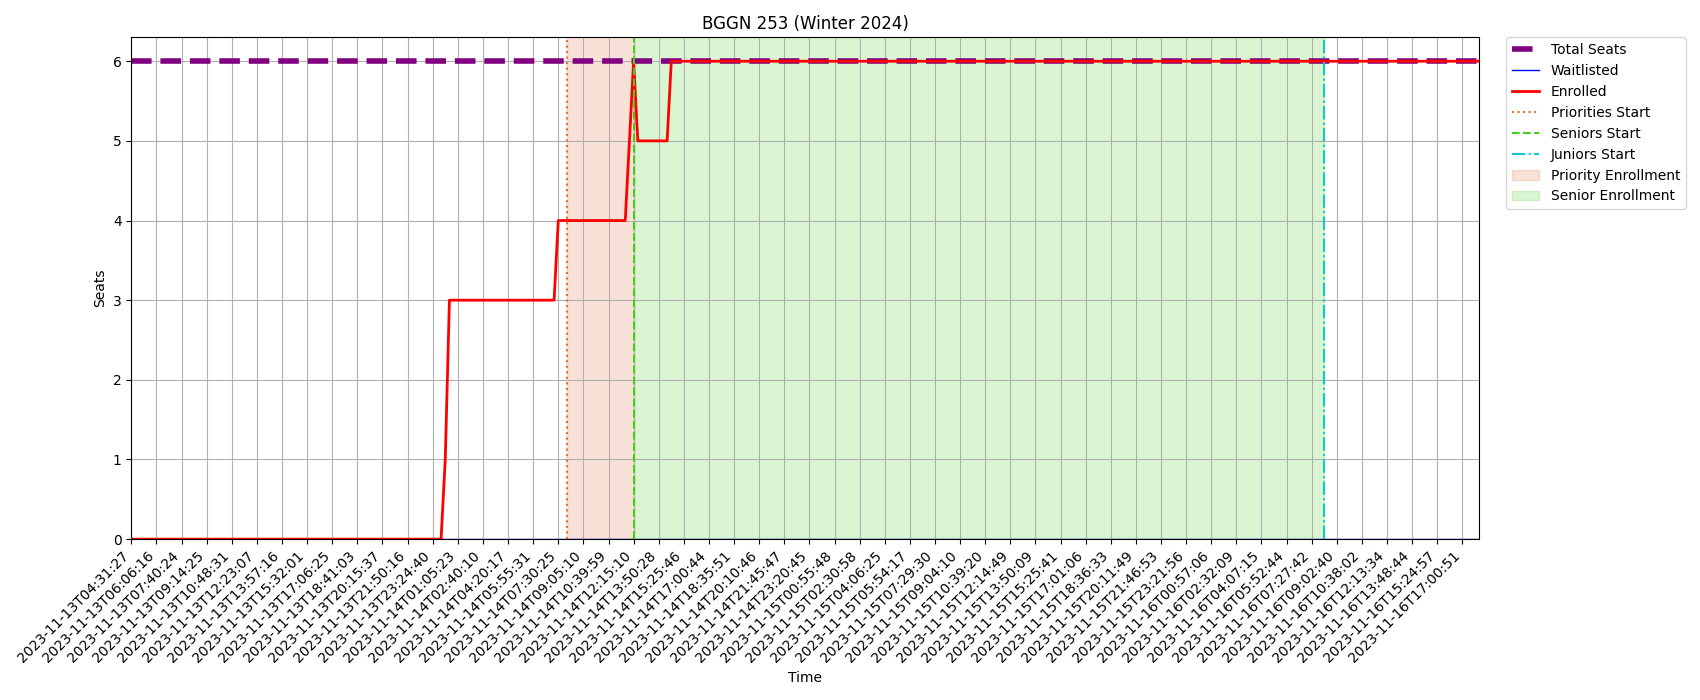 BGGN 253 (Winter 2024)
Total Seats
Waitlisted
Enrolled
Priorities Start
Seniors Start
Juniors Start
Priority Enrollment
Senior Enrollment
Seats
6
5
4
3
2
1
0
2023-11-13T04:31:27
2023-11-13T06:06:16
2023-11-13T07:40:24
2023-11-13T09:14:25
2023-11-13T10:48:31
2023-11-13T12:23:07
2023-11-13T13:57:16
2023-11-13T15:32:01
2023-11-13T17:06:25
2023-11-13T18:41:03
2023-11-13T20:15:37
2023-11-13T21:50:16
2023-11-13T23:24:40
2023-11-14T01:05:23
2023-11-14T02:40:10
2023-11-14T04:20:17
2023-11-14T05:55:31
2023-11-14T07:30:25
2023-11-14T09:05:10
2023-11-14T10:39:59
2023-11-14T12:15:10
2023-11-14T13:50:28
2023-11-14T15:25:46
2023-11-14T17:00:44
2023-11-14T18:35:51
2023-11-14T20:10:46
2023-11-14T21:45:47
2023-11-14T23:20:45
2023-11-15T00:55:48
2023-11-15T02:30:58
2023-11-15T04:06:25
2023-11-15T05:54:17
2023-11-15T07:29:30
2023-11-15T09:04:10
2023-11-15T10:39:20
2023-11-15T12:14:49
2023-11-15T13:50:09
2023-11-15T15:25:41
2023-11-15T17:01:06
2023-11-15T18:36:33
2023-11-15T20:11:49
2023-11-15T21:46:53
2023-11-15T23:21:56
2023-11-16T00:57:06
2023-11-16T02:32:09
2023-11-16T04:07:15
2023-11-16T05:52:44
2023-11-16T07:27:42
2023-11-16T09:02:40
2023-11-16T10:38:02
2023-11-16T12:13:34
2023-11-16T13:48:44
2023-11-16T15:24:57
2023-11-16T17:00:51
Time